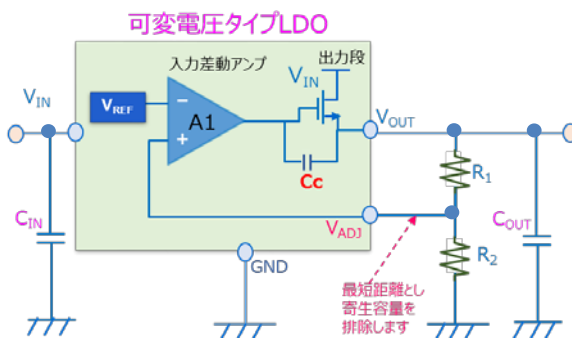 可変電圧タイプLDO
入力差動アンプ
出力段
VIN
VIN
VREF
－
A1
+
VOUT
Cc
R1
CIN
VADJ
COUT
GND
R2
最短距離とし
寄生容量を
排除します